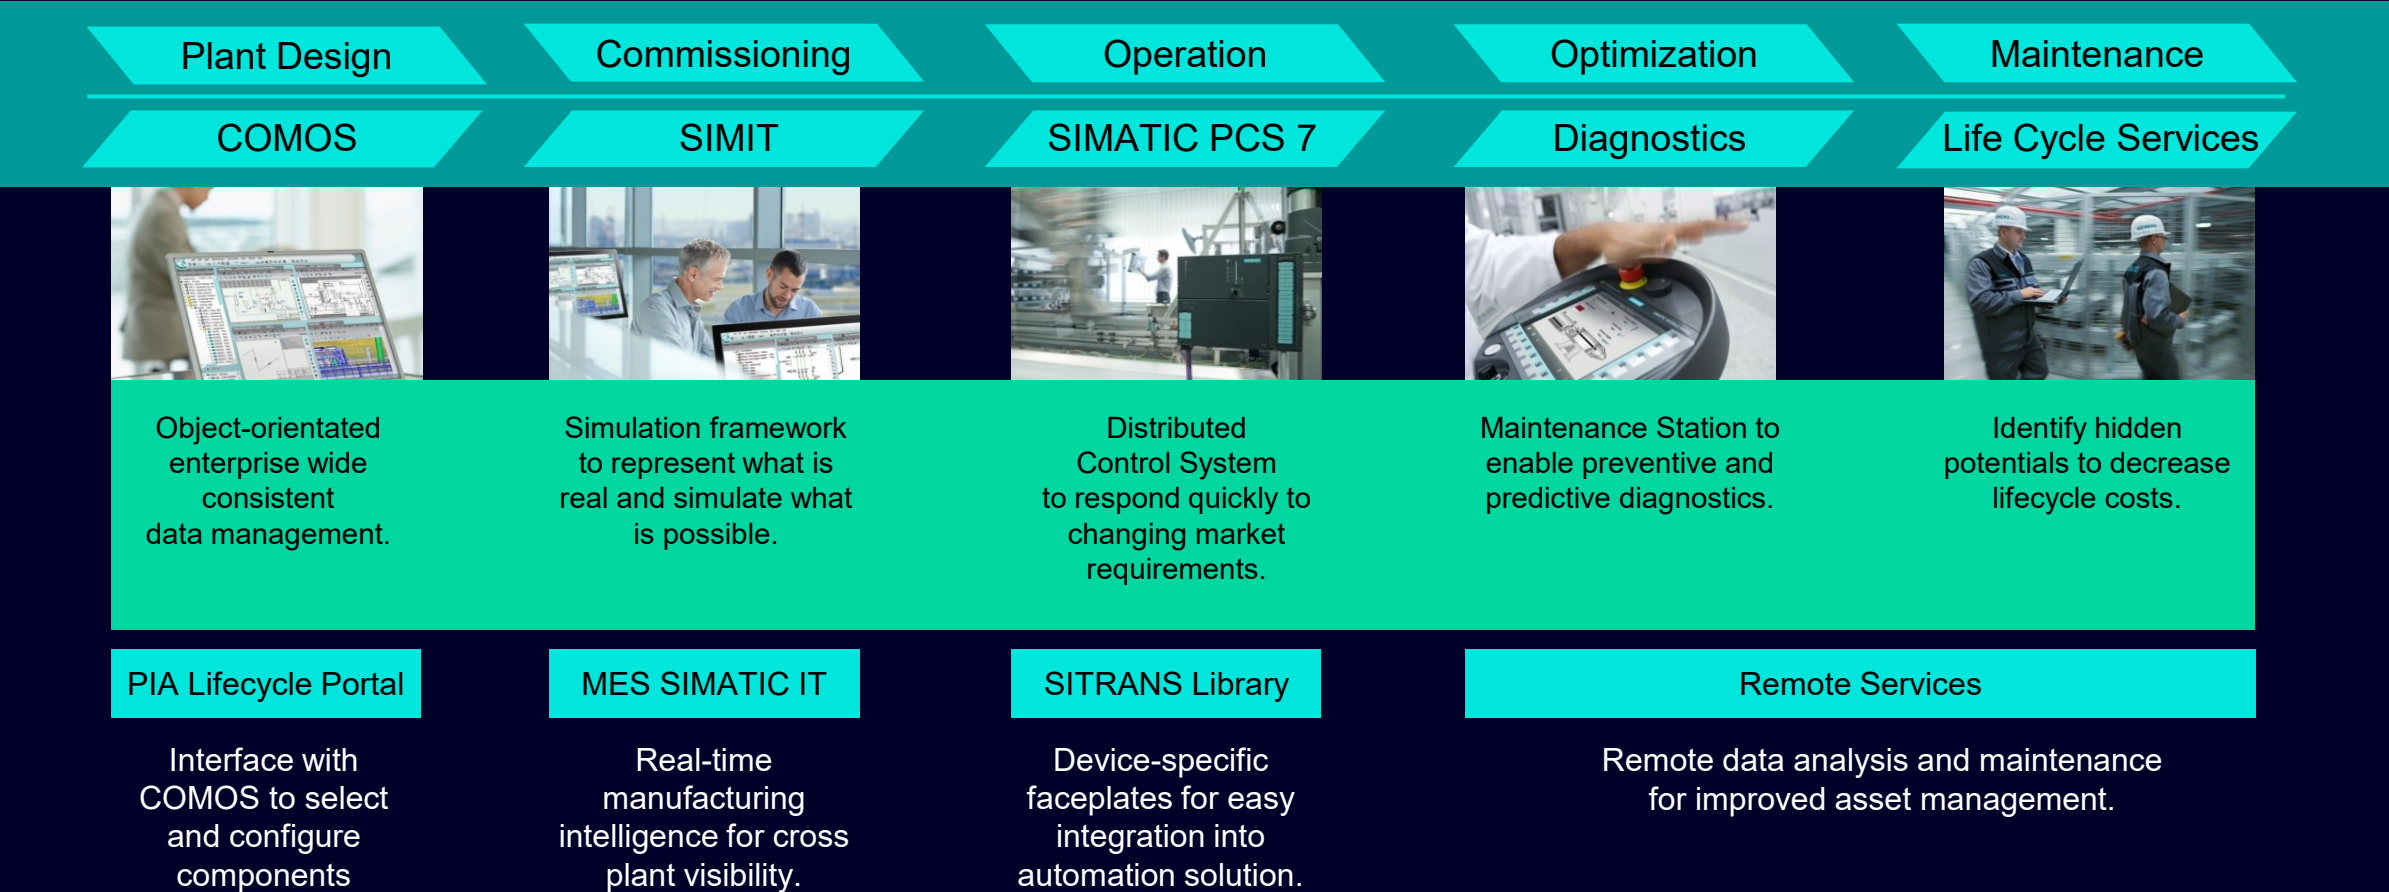 Plant Design
Commissioning
Operation
Optimization
Maintenance
COMOS
SIMIT
SIMATIC PCS 7
Diagnostics
Life Cycle Services
Object-orientated
enterprise wide
consistent
data management.
Simulation framework
to represent what is
real and simulate what
is possible.
Distributed
Control System
to respond quickly to
changing market
requirements.
Maintenance Station to
enable preventive and
predictive diagnostics.
Identify hidden
potentials to decrease
lifecycle costs.
PIA Lifecycle Portal
MES SIMATIC IT
SITRANS Library
Remote Services
Interface with
COMOS to select
and configure
components
Real-time
manufacturing
intelligence for cross
plant visibility.
Device-specific
faceplates for easy
integration into
automation solution.
Remote data analysis and maintenance
for improved asset management.